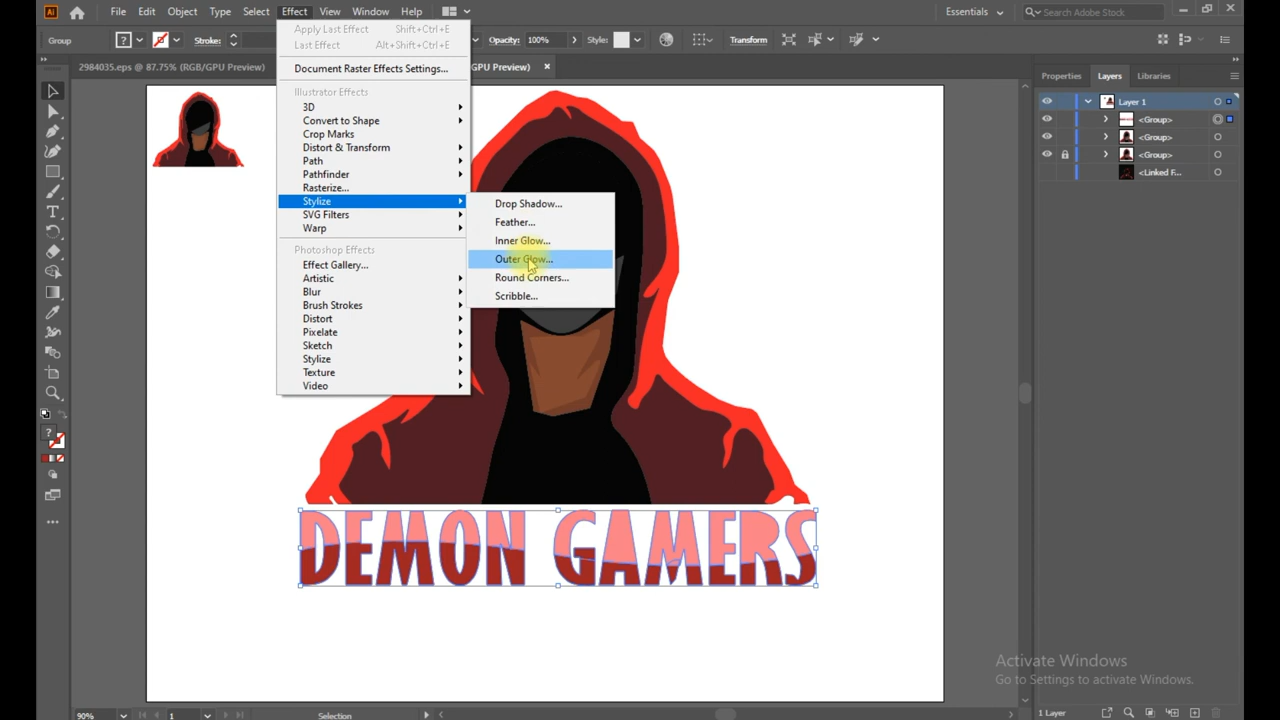 Ai File Edit Object Type Select Effect View Window Help Essentials Search Adobe Stock
Group ? Stroke: Opacity: 100% Style: Transform
2984035.eps @ 87.75% (RGB/GPU Preview) GPU Preview) ×
Apply Last Effect Shift+Ctrl+E
Last Effect Alt+Shift+Ctrl+E
Document Raster Effects Settings...
Illustrator Effects
3D
Convert to Shape
Crop Marks
Distort & Transform
Path
Pathfinder
Rasterize...
Stylize
SVG Filters
Warp
Photoshop Effects
Effect Gallery...
Artistic
Blur
Brush Strokes
Distort
Pixelate
Sketch
Stylize
Texture
Video
Drop Shadow...
Feather...
Inner Glow...
Outer Glow...
Round Corners...
Scribble...
Properties Layers Libraries
Layer 1
<Group>
<Group>
<Group>
<Linked F...
?
DEMON GAMERS
Activate Windows
Go to Settings to activate Windows.
90% 1 Selection 1 Layer